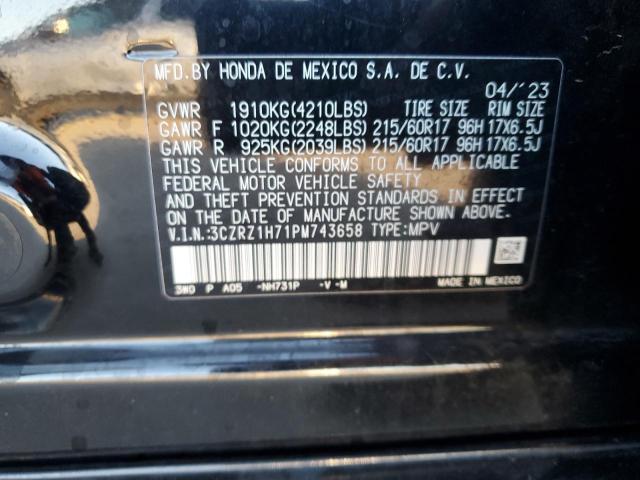 MFD.BY HONDA DE MEXICO S.A. DE C.V.
04/'23
GVWR 1910KG(4210LBS) TIRE SIZE RIM SIZE
GAWR F 1020KG(2248LBS) 215/60R17 96H 17X6.5J
GAWR R 925KG(2039LBS) 215/60R17 96H 17X6.5J
THIS VEHICLE CONFORMS TO ALL APPLICABLE
FEDERAL MOTOR VEHICLE SAFETY
AND THEFT PREVENTION STANDARDS IN EFFECT
ON THE DATE OF MANUFACTURE SHOWN ABOVE.
V.I.N.:3CZRZ1H71PM743658 TYPE:MPV
3W0 P A05 -NH731P -V-M
MADE IN MEXICO